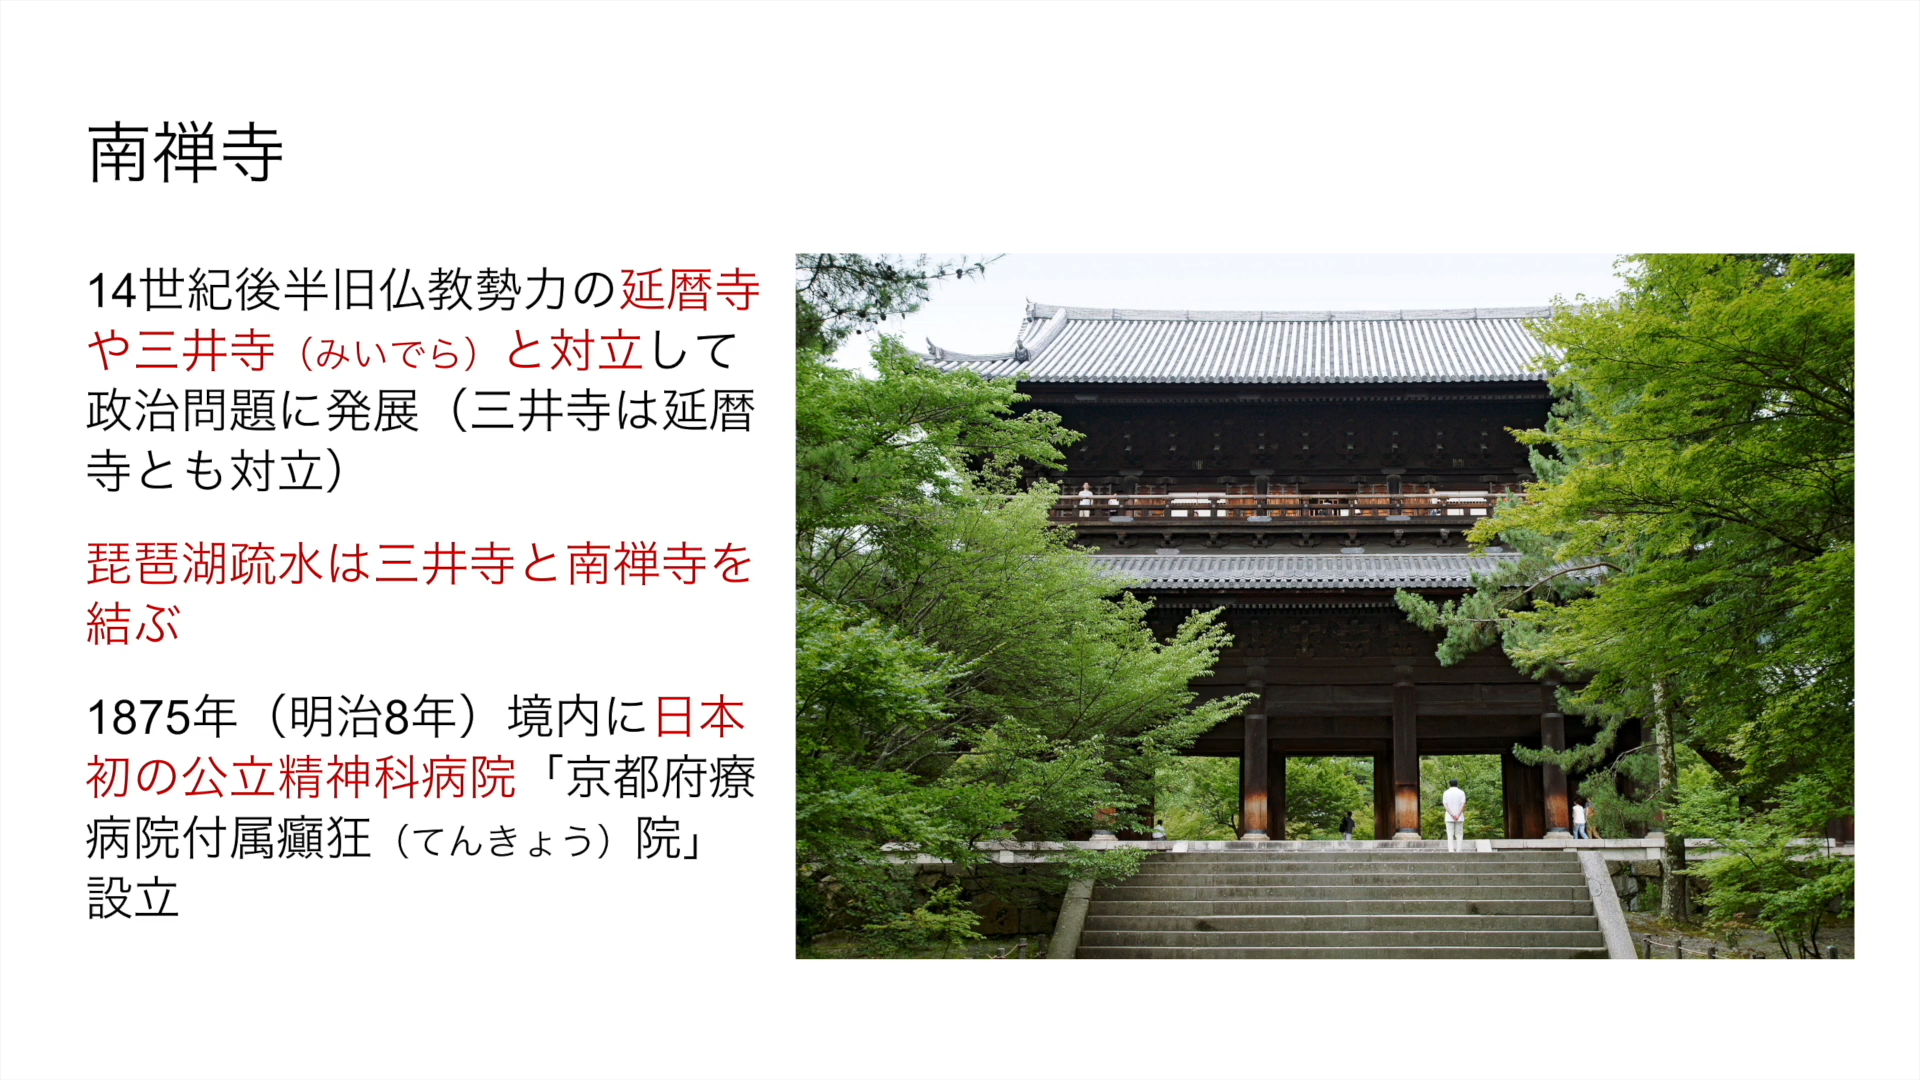 南禅寺
14世紀後半旧仏教勢力の延暦寺
や三井寺（みいでら）と対立して
政治問題に発展（三井寺は延暦
寺とも対立）
琵琶湖疏水は三井寺と南禅寺を
結ぶ
1875年（明治8年）境内に日本
初の公立精神科病院「京都府療
病院付属癲狂（てんきょう）院」
設立